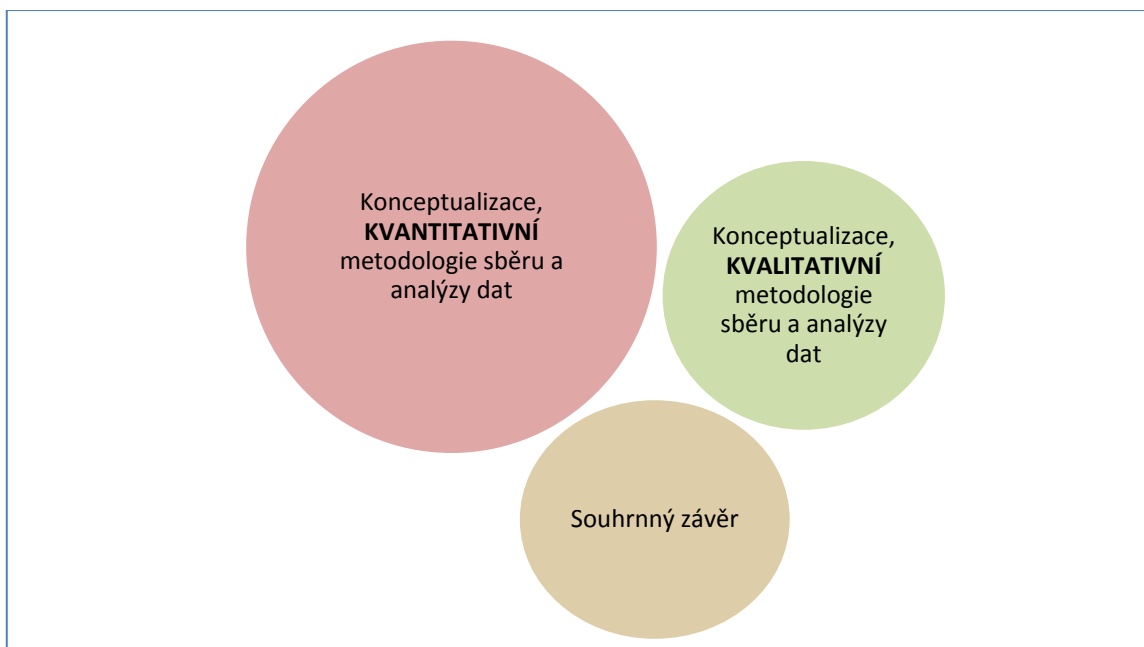 Konceptualizace,
KVANTITATIVNÍ
metodologie sběru a
analýzy dat
Konceptualizace,
KVALITATIVNÍ
metodologie
sběru a analýzy
dat
Souhrnný závěr